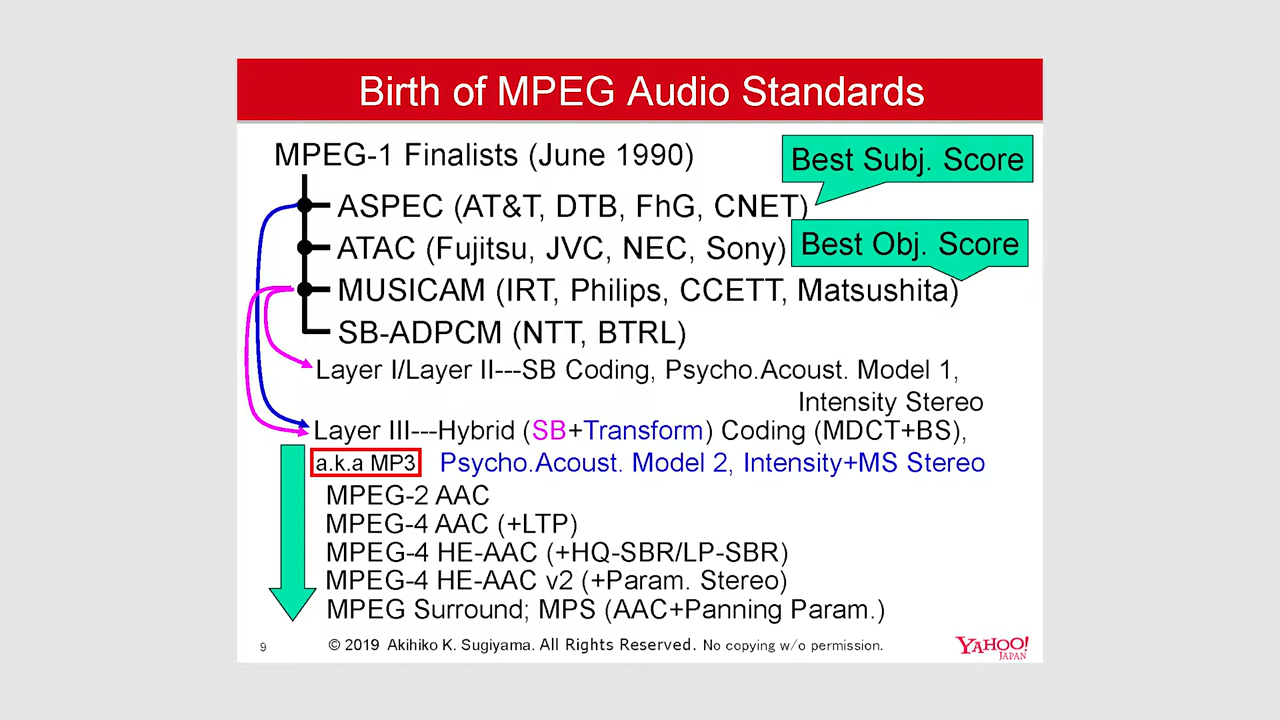 Birth of MPEG Audio Standards
MPEG-1 Finalists (June 1990)
Best Subj. Score
ASPEC (AT&T, DTB, FhG, CNET)
ATAC (Fujitsu, JVC, NEC, Sony)
Best Obj. Score
MUSICAM (IRT, Philips, CCETT, Matsushita)
SB-ADPCM (NTT, BTRL)
Layer I/Layer II---SB Coding, Psycho.Acoust. Model 1,
Intensity Stereo
Layer III---Hybrid (SB+Transform) Coding (MDCT+BS),
a.k.a MP3 Psycho.Acoust. Model 2, Intensity+MS Stereo
MPEG-2 AAC
MPEG-4 AAC (+LTP)
MPEG-4 HE-AAC (+HQ-SBR/LP-SBR)
MPEG-4 HE-AAC v2 (+Param. Stereo)
MPEG Surround; MPS (AAC+Panning Param.)
9 © 2019 Akihiko K. Sugiyama. All Rights Reserved. No copying w/o permission.
YAHOO!
JAPAN